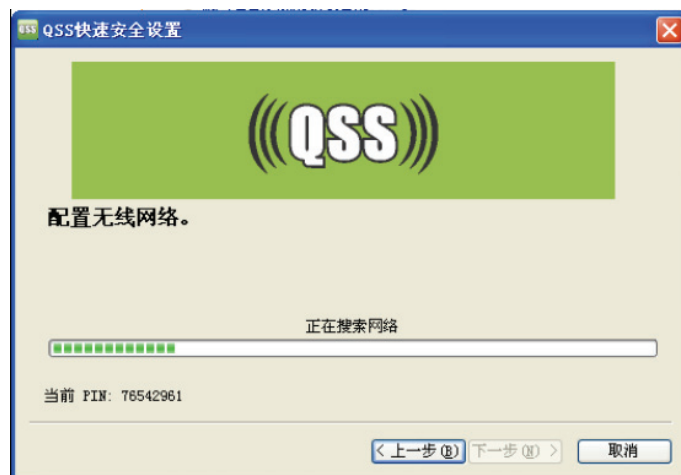 QSS快速安全设置
(((QSS)))
配置无线网络。
正在搜索网络
当前 PIN: 76542961
< 上一步(B) 下一步(N) > 取消